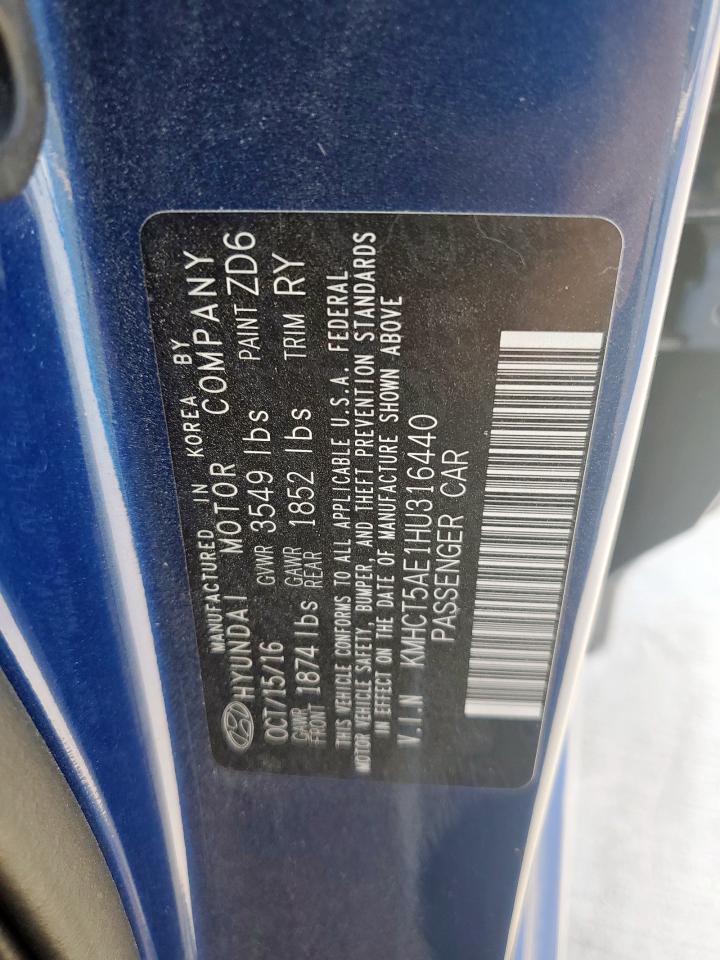 MANUFACTURED IN KOREA BY
HYUNDAI MOTOR COMPANY
OCT/15/16 GVWR 3549 lbs PAINT ZD6
GAWR FRONT 1874 lbs GAWR REAR 1852 lbs TRIM RY
THIS VEHICLE CONFORMS TO ALL APPLICABLE U.S.A. FEDERAL
MOTOR VEHICLE SAFETY, BUMPER, AND THEFT PREVENTION STANDARDS
IN EFFECT ON THE DATE OF MANUFACTURE SHOWN ABOVE
V.I.N KMHCT5AE1HU316440
PASSENGER CAR